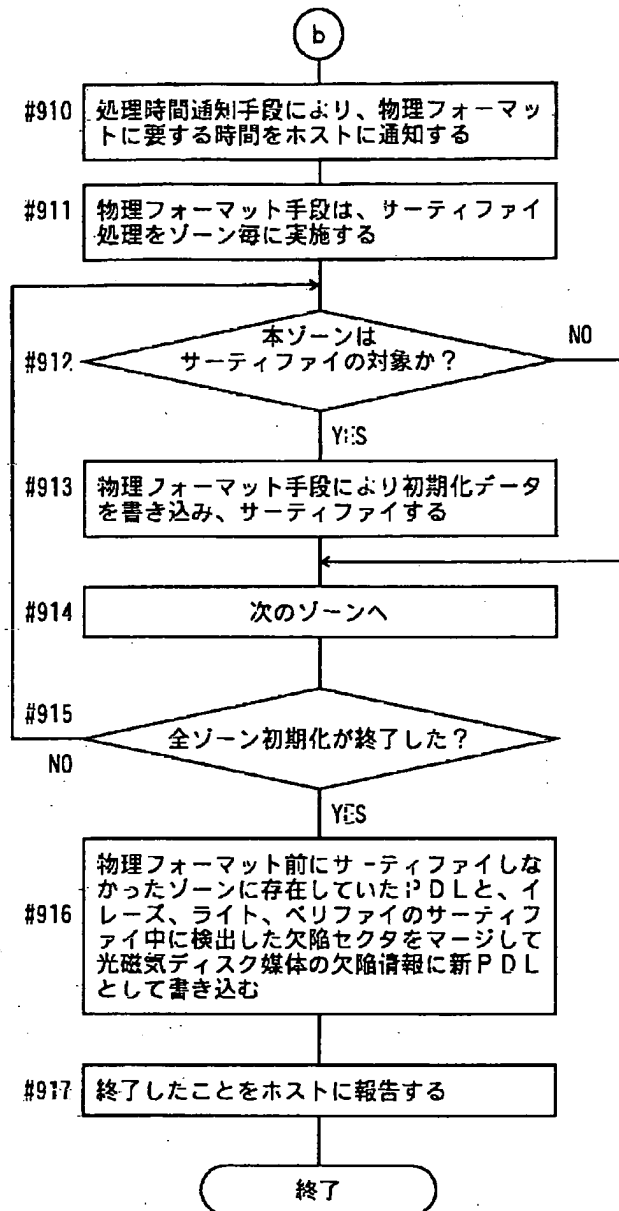 b
#910
処理時間通知手段により、物理フォーマッ
トに要する時間をホストに通知する
#911
物理フォーマット手段は、サーティファイ
処理をゾーン毎に実施する
#912
本ゾーンは
サーティファイの対象か？
NO
YES
#913
物理フォーマット手段により初期化データ
を書き込み、サーティファイする
#914
次のゾーンへ
#915
全ゾーン初期化が終了した？
NO
YES
#916
物理フォーマット前にサーティファイしな
かったゾーンに存在していたPDLと、イ
レーズ、ライト、ベリファイのサーティフ
ァイ中に検出した欠陥セクタをマージして
光磁気ディスク媒体の欠陥情報に新PDL
として書き込む
#917
終了したことをホストに報告する
終了